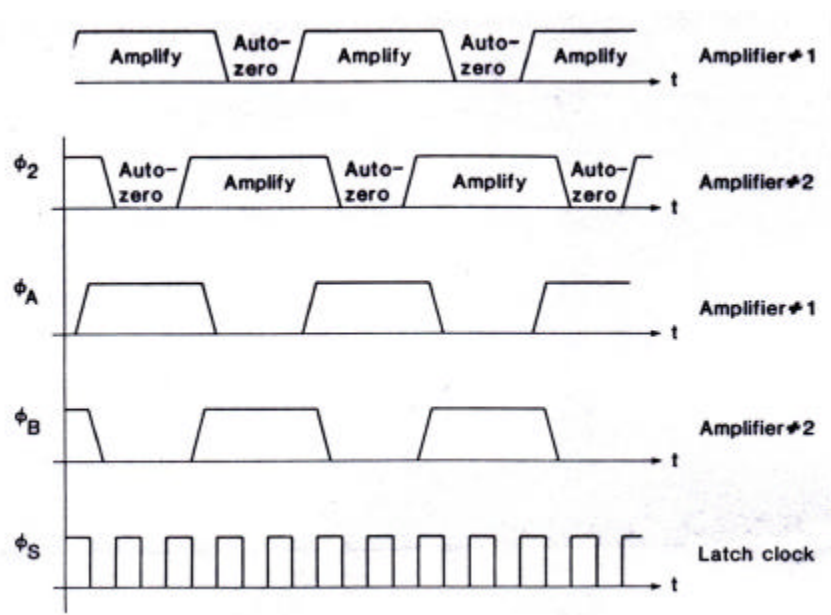 Amplify Auto-zero Amplify Auto-zero Amplify t Amplifier#1
ϕ2 Auto-zero Amplify Auto-zero Amplify Auto-zero t Amplifier#2
ϕA t Amplifier#1
ϕB t Amplifier#2
ϕS t Latch clock